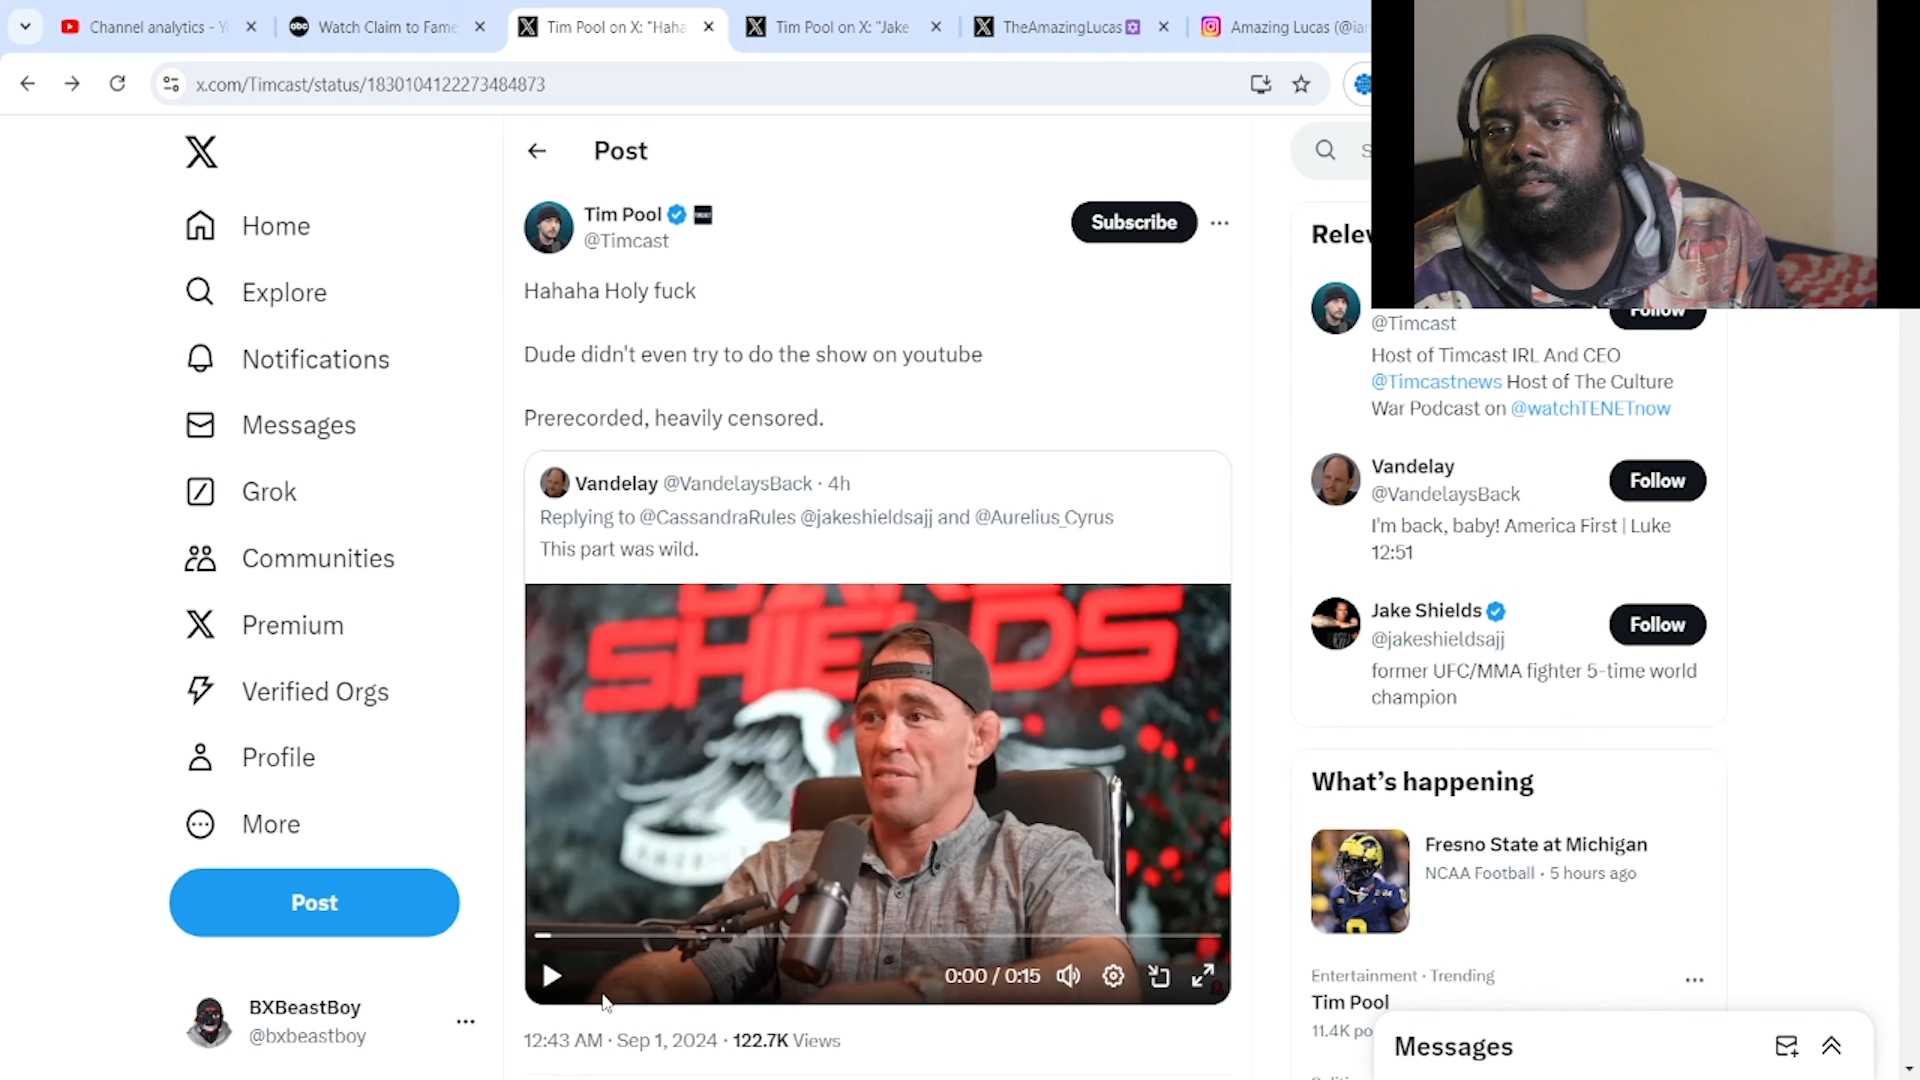 Channel analytics - Y
Watch Claim to Fame
Tim Pool on X: "Haha
Tim Pool on X: "Jake
TheAmazingLucas
Amazing Lucas (@iar
x.com/Timcast/status/1830104122273484873
Home
Explore
Notifications
Messages
Grok
Communities
Premium
Verified Orgs
Profile
More
Post
BXBeastBoy
@bxbeastboy
Post
Tim Pool
@Timcast
Subscribe
Hahaha Holy fuck
Dude didn't even try to do the show on youtube
Prerecorded, heavily censored.
Vandelay @VandelaysBack · 4h
Replying to @CassandraRules @jakeshieldsajj and @Aurelius_Cyrus
This part was wild.
SHIELDS
0:00 / 0:15
12:43 AM · Sep 1, 2024 · 122.7K Views
Follow
@Timcast
Host of Timcast IRL And CEO
@Timcastnews Host of The Culture
War Podcast on @watchTENETnow
Vandelay
@VandelaysBack
Follow
I'm back, baby! America First | Luke
12:51
Jake Shields
@jakeshieldsajj
Follow
former UFC/MMA fighter 5-time world
champion
What's happening
Fresno State at Michigan
NCAA Football · 5 hours ago
Entertainment · Trending
Tim Pool
11.4K po
Messages